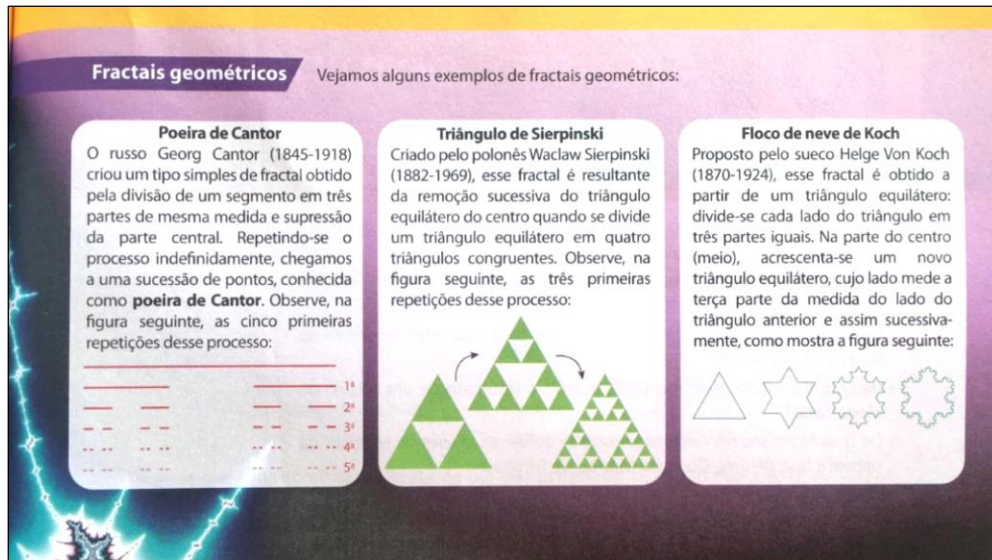 Fractais geométricos
Vejamos alguns exemplos de fractais geométricos:
Poeira de Cantor
O russo Georg Cantor (1845-1918)
criou um tipo simples de fractal obtido
pela divisão de um segmento em três
partes de mesma medida e supressão
da parte central. Repetindo-se o
processo indefinidamente, chegamos
a uma sucessão de pontos, conhecida
como poeira de Cantor. Observe, na
figura seguinte, as cinco primeiras
repetições desse processo:
1ª
2ª
3ª
4ª
5ª
Triângulo de Sierpinski
Criado pelo polonês Waclaw Sierpinski
(1882-1969), esse fractal é resultante
da remoção sucessiva do triângulo
equilátero do centro quando se divide
um triângulo equilátero em quatro
triângulos congruentes. Observe, na
figura seguinte, as três primeiras
repetições desse processo:
Floco de neve de Koch
Proposto pelo sueco Helge Von Koch
(1870-1924), esse fractal é obtido a
partir de um triângulo equilátero:
divide-se cada lado do triângulo em
três partes iguais. Na parte do centro
(meio), acrescenta-se um novo
triângulo equilátero, cujo lado mede a
terça parte da medida do lado do
triângulo anterior e assim sucessiva-
mente, como mostra a figura seguinte: